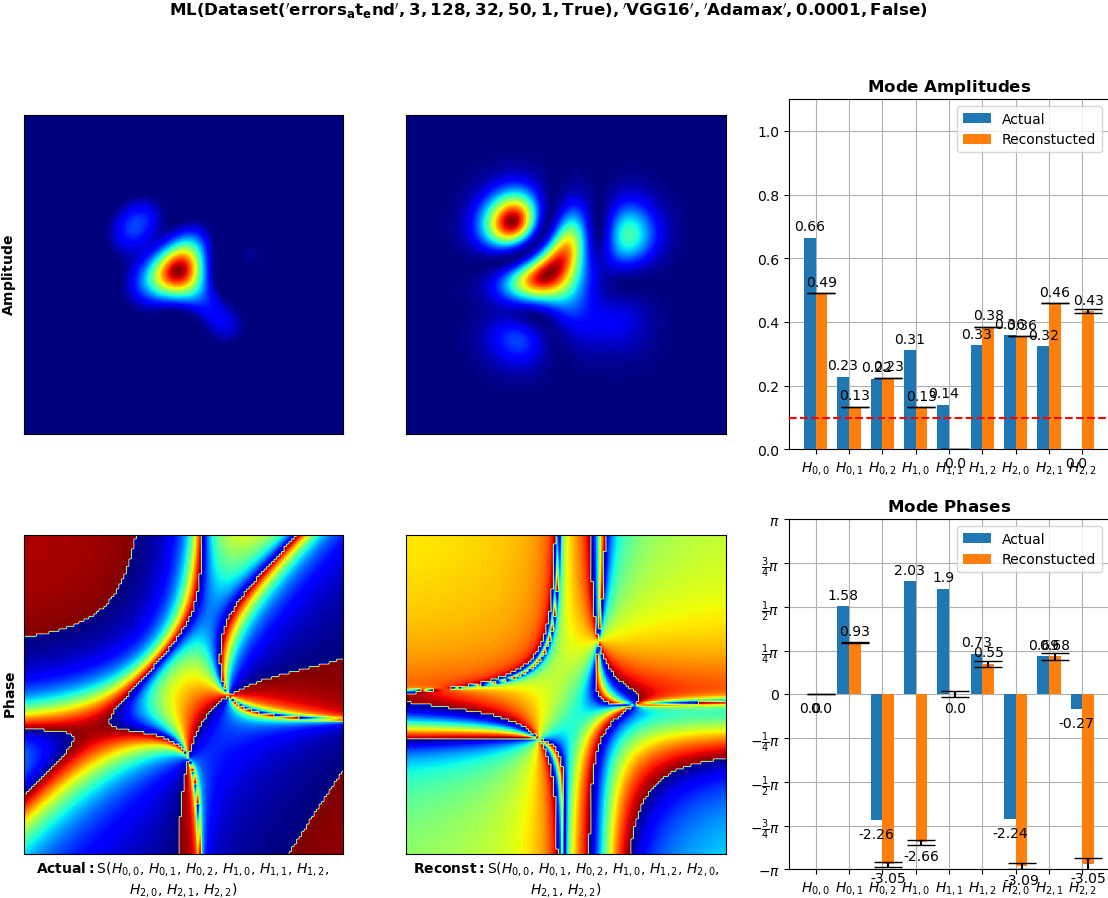 ML(Dataset('errors_at_end', 3, 128, 32, 50, 1, True), 'VGG16', 'Adamax', 0.0001, False)
Amplitude
Mode Amplitudes
Actual
Reconstucted
1.0
0.8
0.6
0.4
0.2
0.0
0.66
0.49
0.23
0.13
0.22
0.23
0.31
0.13
0.14
0.0
0.33
0.38
0.36
0.36
0.32
0.46
0.0
0.43
H0,0 H0,1 H0,2 H1,0 H1,1 H1,2 H2,0 H2,1 H2,2
Phase
Actual: S(H0,0, H0,1, H0,2, H1,0, H1,1, H1,2,
H2,0, H2,1, H2,2)
Reconst: S(H0,0, H0,1, H0,2, H1,0, H1,2, H2,0,
H2,1, H2,2)
Mode Phases
Actual
Reconstucted
π
3/4π
1/2π
1/4π
0
−1/4π
−1/2π
−3/4π
−π
0.0
0.0
1.58
0.93
-2.26
-3.05
2.03
-2.66
1.9
0.0
0.73
0.55
-2.24
-3.09
0.69
0.68
-0.27
-3.05
H0,0 H0,1 H0,2 H1,0 H1,1 H1,2 H2,0 H2,1 H2,2